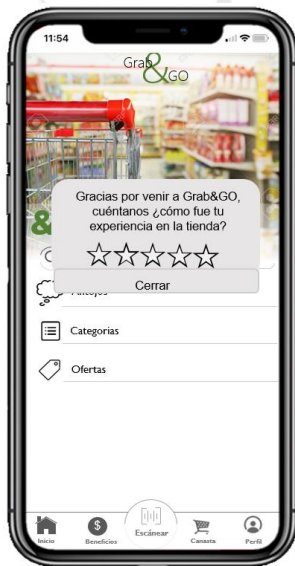 11:54
Grab
&GO
Gracias por venir a Grab&GO,
cuéntanos ¿cómo fue tu
experiencia en la tienda?
&
Cerrar
Categorias
Ofertas
$
Inicio
Beneficios
Escánear
Canasta
Perfil